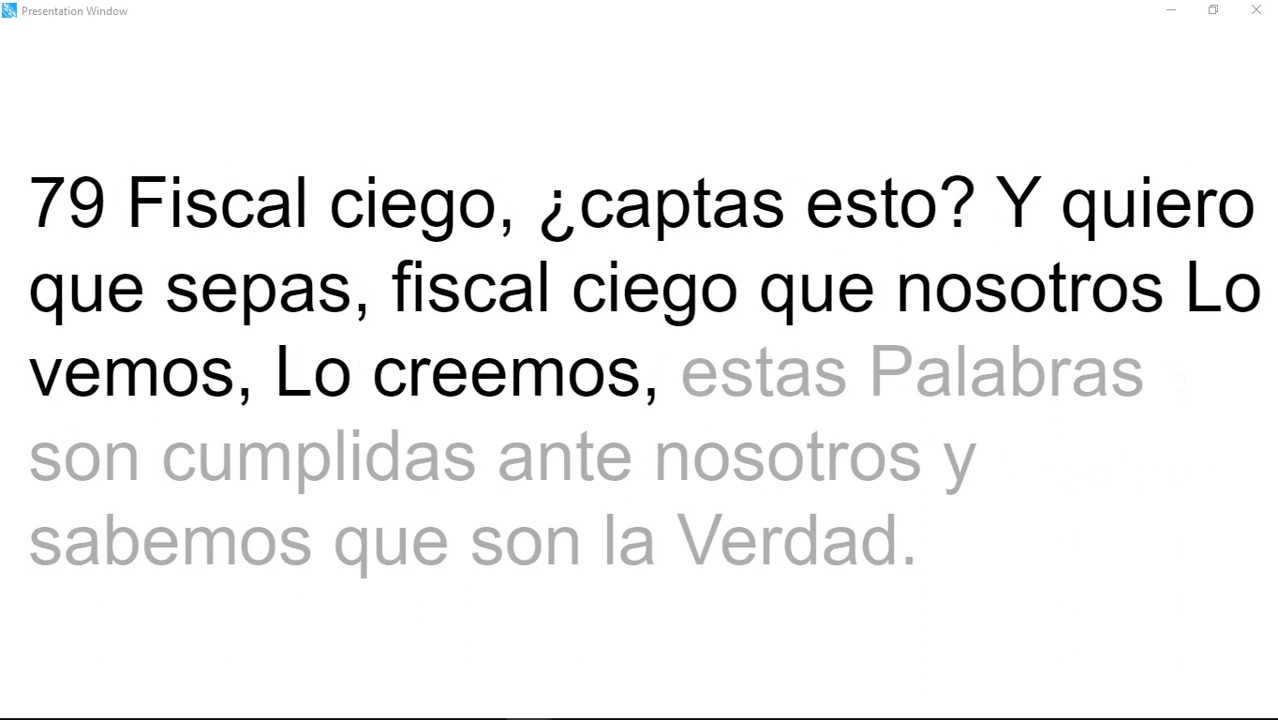 Presentation Window
79 Fiscal ciego, ¿captas esto? Y quiero
que sepas, fiscal ciego que nosotros Lo
vemos, Lo creemos, estas Palabras
son cumplidas ante nosotros y
sabemos que son la Verdad.